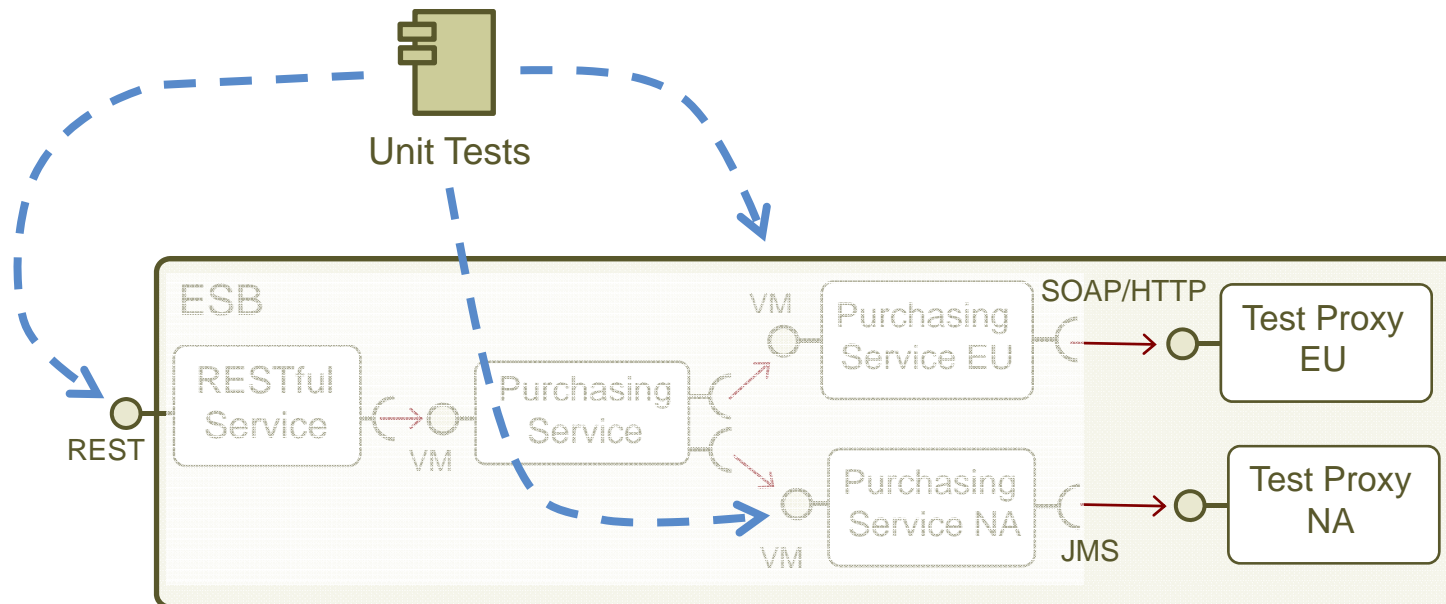 Unit Tests
ESB
RESTful
Service
REST
VM
Purchasing
Service
VM
Purchasing
Service EU
SOAP/HTTP
Test Proxy
EU
VM
Purchasing
Service NA
JMS
Test Proxy
NA